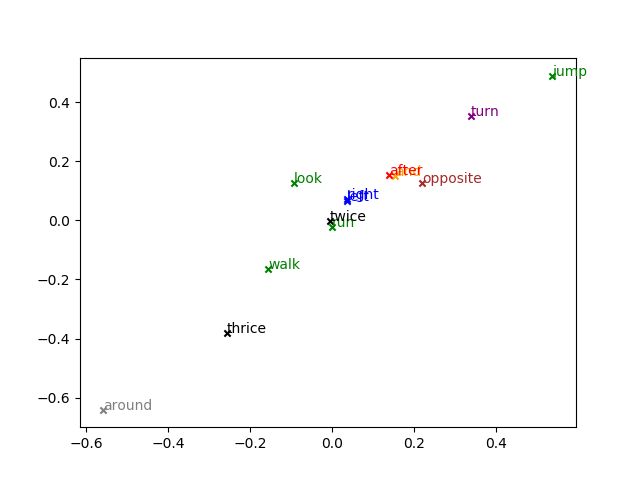 jump
turn
after
opposite
look
right
twice
run
walk
thrice
around
0.4
0.2
0.0
−0.2
−0.4
−0.6
−0.6
−0.4
−0.2
0.0
0.2
0.4